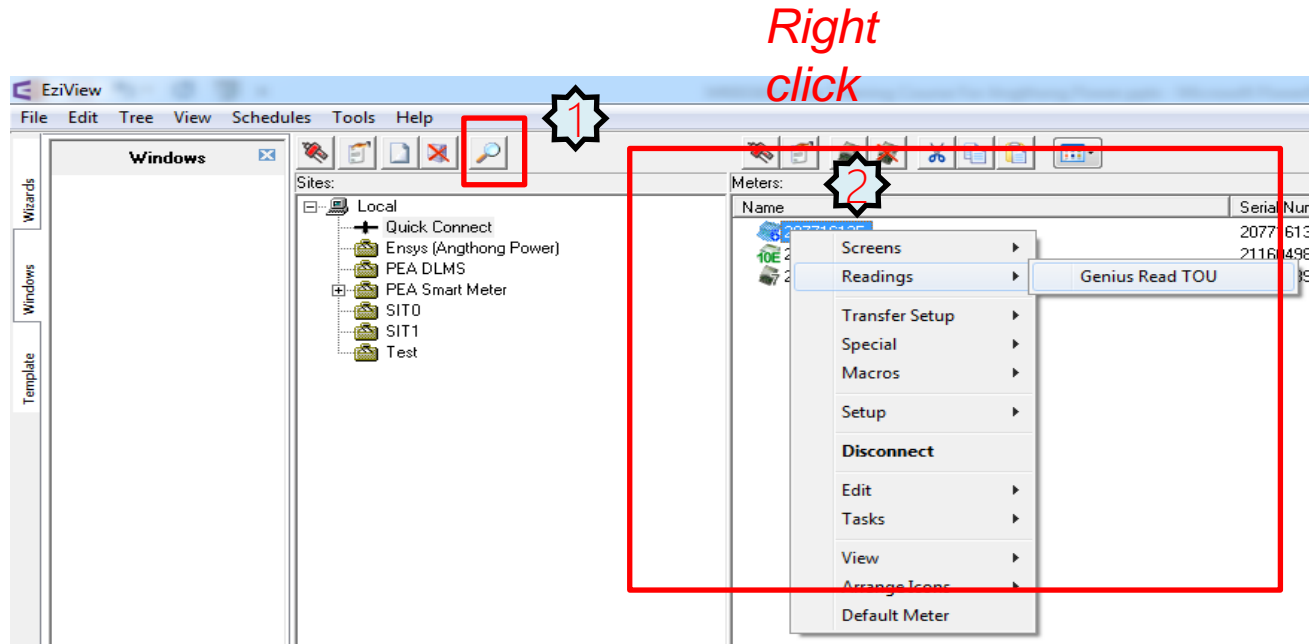 Right
click
EziView
File Edit Tree View Schedules Tools Help
1
Windows
Wizards
Windows
Template
Sites:
Local
Quick Connect
Ensys (Angthong Power)
PEA DLMS
PEA Smart Meter
SIT0
SIT1
Test
Meters:
2
Name
10E
Screens
Readings
Genius Read TOU
Transfer Setup
Special
Macros
Setup
Disconnect
Edit
Tasks
View
Arrange Icons
Default Meter